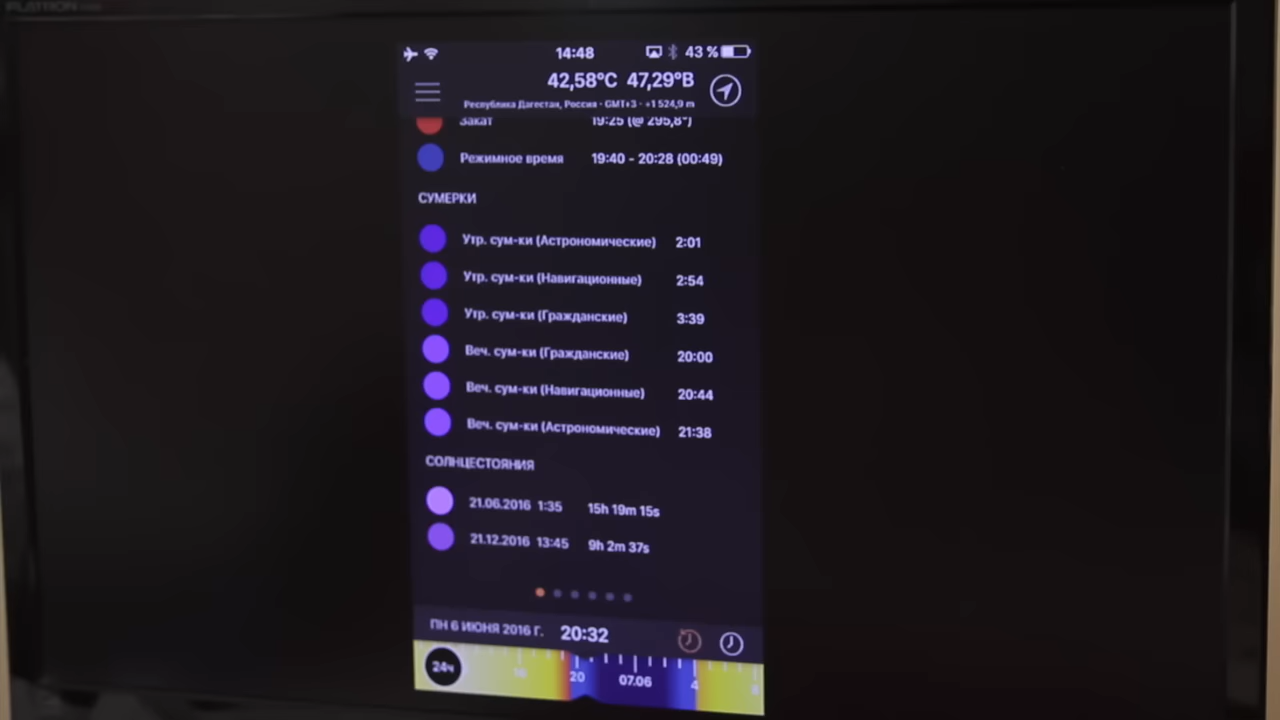 FLATRON
14:48 43 %
42,58°С 47,29°В
Республика Дагестан, Россия · GMT+3 · +1 524,9 m
Закат 19:25 (@ 295,8°)
Режимное время 19:40 - 20:28 (00:49)
СУМЕРКИ
Утр. сум-ки (Астрономические) 2:01
Утр. сум-ки (Навигационные) 2:54
Утр. сум-ки (Гражданские) 3:39
Веч. сум-ки (Гражданские) 20:00
Веч. сум-ки (Навигационные) 20:44
Веч. сум-ки (Астрономические) 21:38
СОЛНЦЕСТОЯНИЯ
21.06.2016 1:35 15h 19m 15s
21.12.2016 13:45 9h 2m 37s
ПН 6 ИЮНЯ 2016 Г. 20:32
24ч 16 20 07.06 4 8